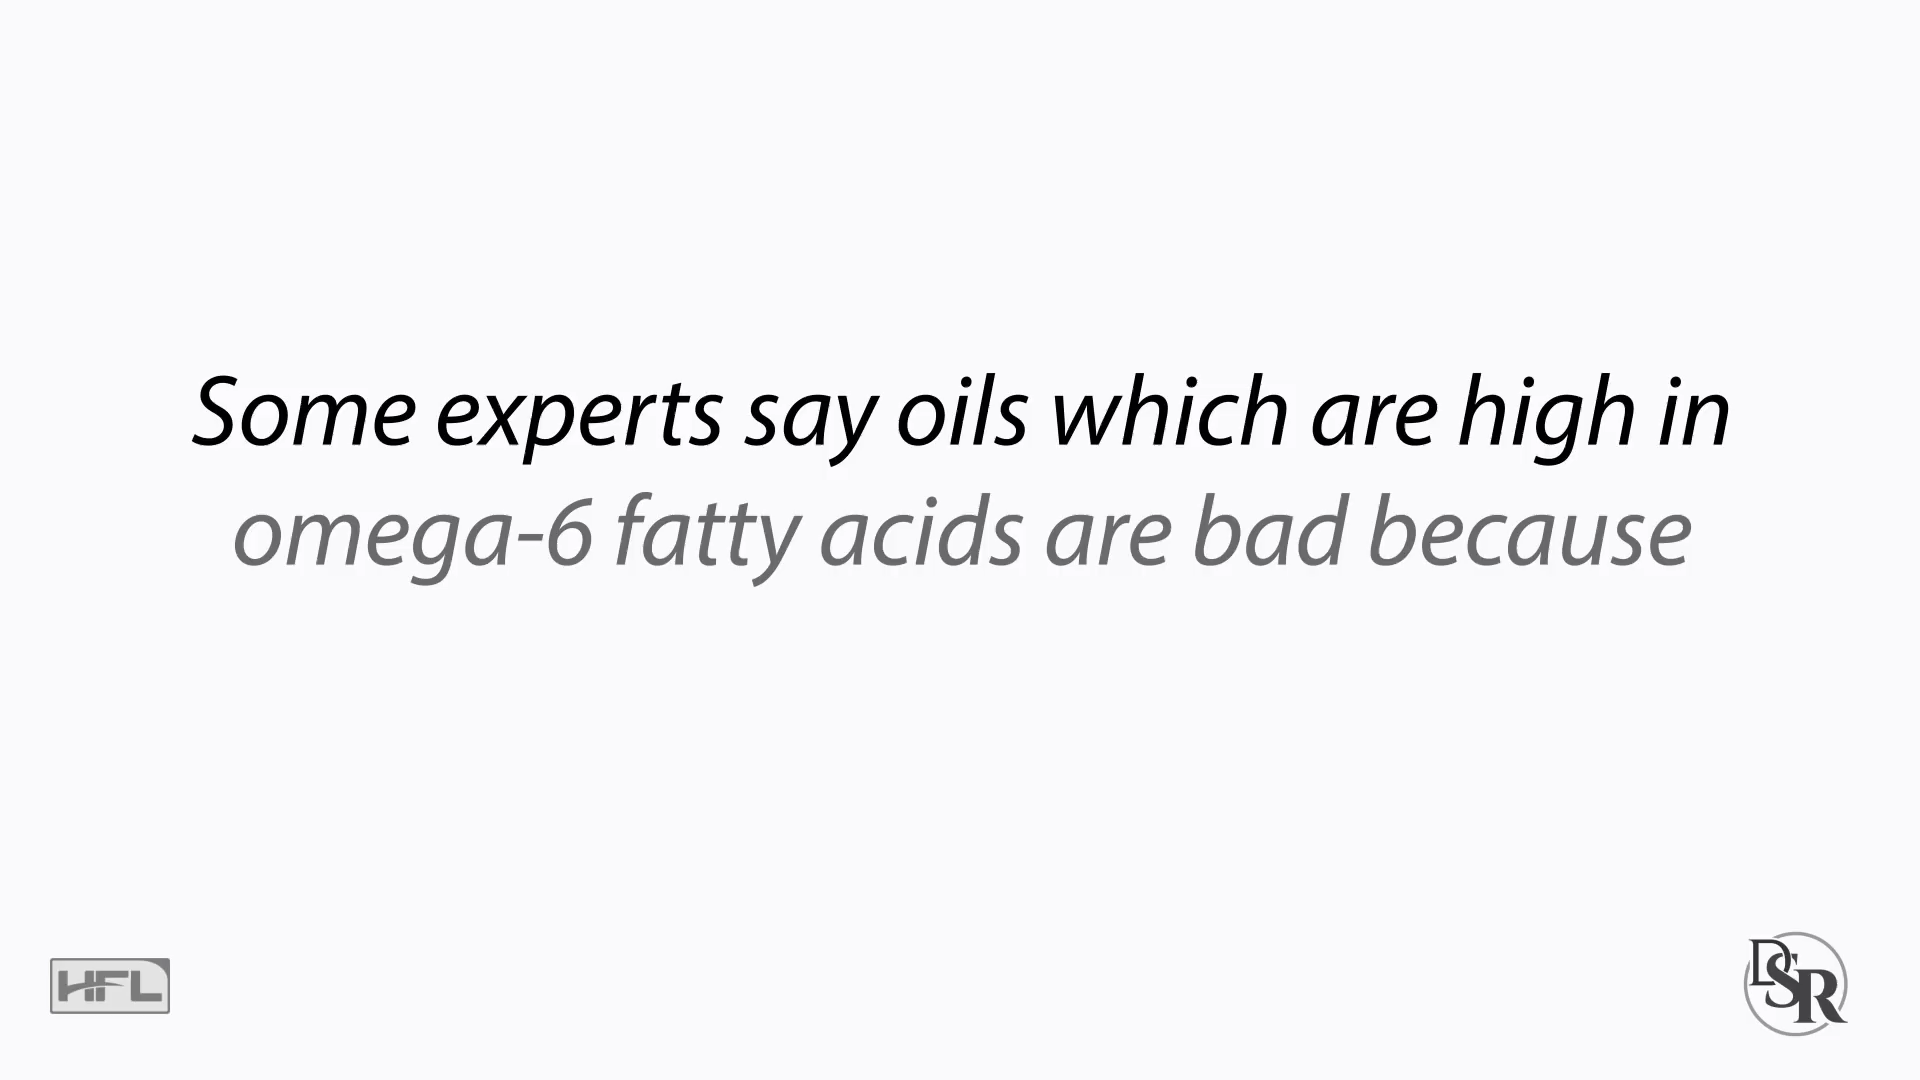 Some experts say oils which are high in
omega-6 fatty acids are bad because
HFL
DSR